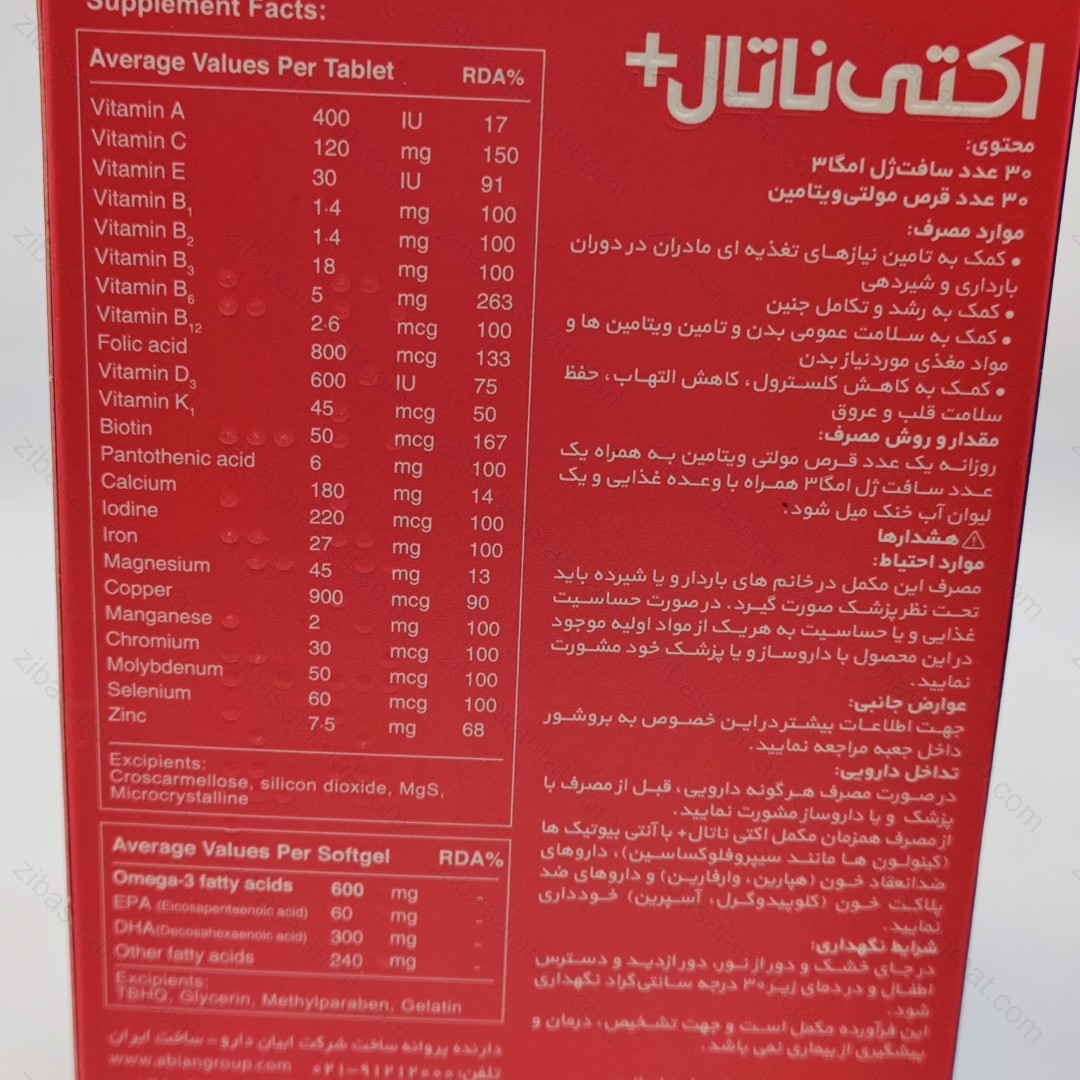 Supplement Facts:
Average Values Per Tablet RDA%
Vitamin A 400 IU 17
Vitamin C 120 mg 150
Vitamin E 30 IU 91
Vitamin B1 1.4 mg 100
Vitamin B2 1.4 mg 100
Vitamin B3 18 mg 100
Vitamin B6 5 mg 263
Vitamin B12 2.6 mcg 100
Folic acid 800 mcg 133
Vitamin D3 600 IU 75
Vitamin K1 45 mcg 50
Biotin 50 mcg 167
Pantothenic acid 6 mg 100
Calcium 180 mg 14
Iodine 220 mcg 100
Iron 27 mg 100
Magnesium 45 mg 13
Copper 900 mcg 90
Manganese 2 mg 100
Chromium 30 mcg 100
Molybdenum 50 mcg 100
Selenium 60 mcg 100
Zinc 7.5 mg 68
Excipients:
Croscarmellose, silicon dioxide, MgS,
Microcrystalline
Average Values Per Softgel RDA%
Omega-3 fatty acids 600 mg -
EPA (Eicosapentaenoic acid) 60 mg -
DHA(Decosahexaenoic acid) 300 mg -
Other fatty acids 240 mg -
Excipients:
TBHQ, Glycerin, Methylparaben, Gelatin
دارنده پروانه ساخت شرکت ابیان دارو - ساخت ایران
www.abiangroup.com تلفن: ۰۲۱-۹۱۲۱۲۰۰۰
اکتی ناتال+
محتوی:
۳۰ عدد سافت‌ژل امگا۳
۳۰ عدد قرص مولتی‌ویتامین
موارد مصرف:
• کمک به تامین نیازهای تغذیه ای مادران در دوران
بارداری و شیردهی
• کمک به رشد و تکامل جنین
• کمک به سلامت عمومی بدن و تامین ویتامین ها و
مواد مغذی موردنیاز بدن
• کمک به کاهش کلسترول، کاهش التهاب، حفظ
سلامت قلب و عروق
مقدار و روش مصرف:
روزانه یک عدد قرص مولتی ویتامین به همراه یک
عدد سافت ژل امگا۳ همراه با وعده غذایی و یک
لیوان آب خنک میل شود.
⚠ هشدارها
موارد احتیاط:
مصرف این مکمل در خانم های باردار و یا شیرده باید
تحت نظر پزشک صورت گیرد. در صورت حساسیت
غذایی و یا حساسیت به هر یک از مواد اولیه موجود
در این محصول با داروساز و یا پزشک خود مشورت
نمایید.
عوارض جانبی:
جهت اطلاعات بیشتر در این خصوص به بروشور
داخل جعبه مراجعه نمایید.
تداخل دارویی:
در صورت مصرف هرگونه دارویی، قبل از مصرف با
پزشک و یا داروساز مشورت نمایید.
از مصرف همزمان مکمل اکتی ناتال+ با آنتی بیوتیک ها
(کینولون ها مانند سیپروفلوکساسین)، داروهای
ضدانعقاد خون (هپارین، وارفارین) و داروهای ضد
پلاکت خون (کلوپیدوگرل، آسپرین) خودداری
نمایید.
شرایط نگهداری:
در جای خشک و دور از نور، دور از دید و دسترس
اطفال و در دمای زیر ۳۰ درجه سانتی‌گراد نگهداری
شود.
این فرآورده مکمل است و جهت تشخیص، درمان و
پیشگیری از بیماری نمی باشد.